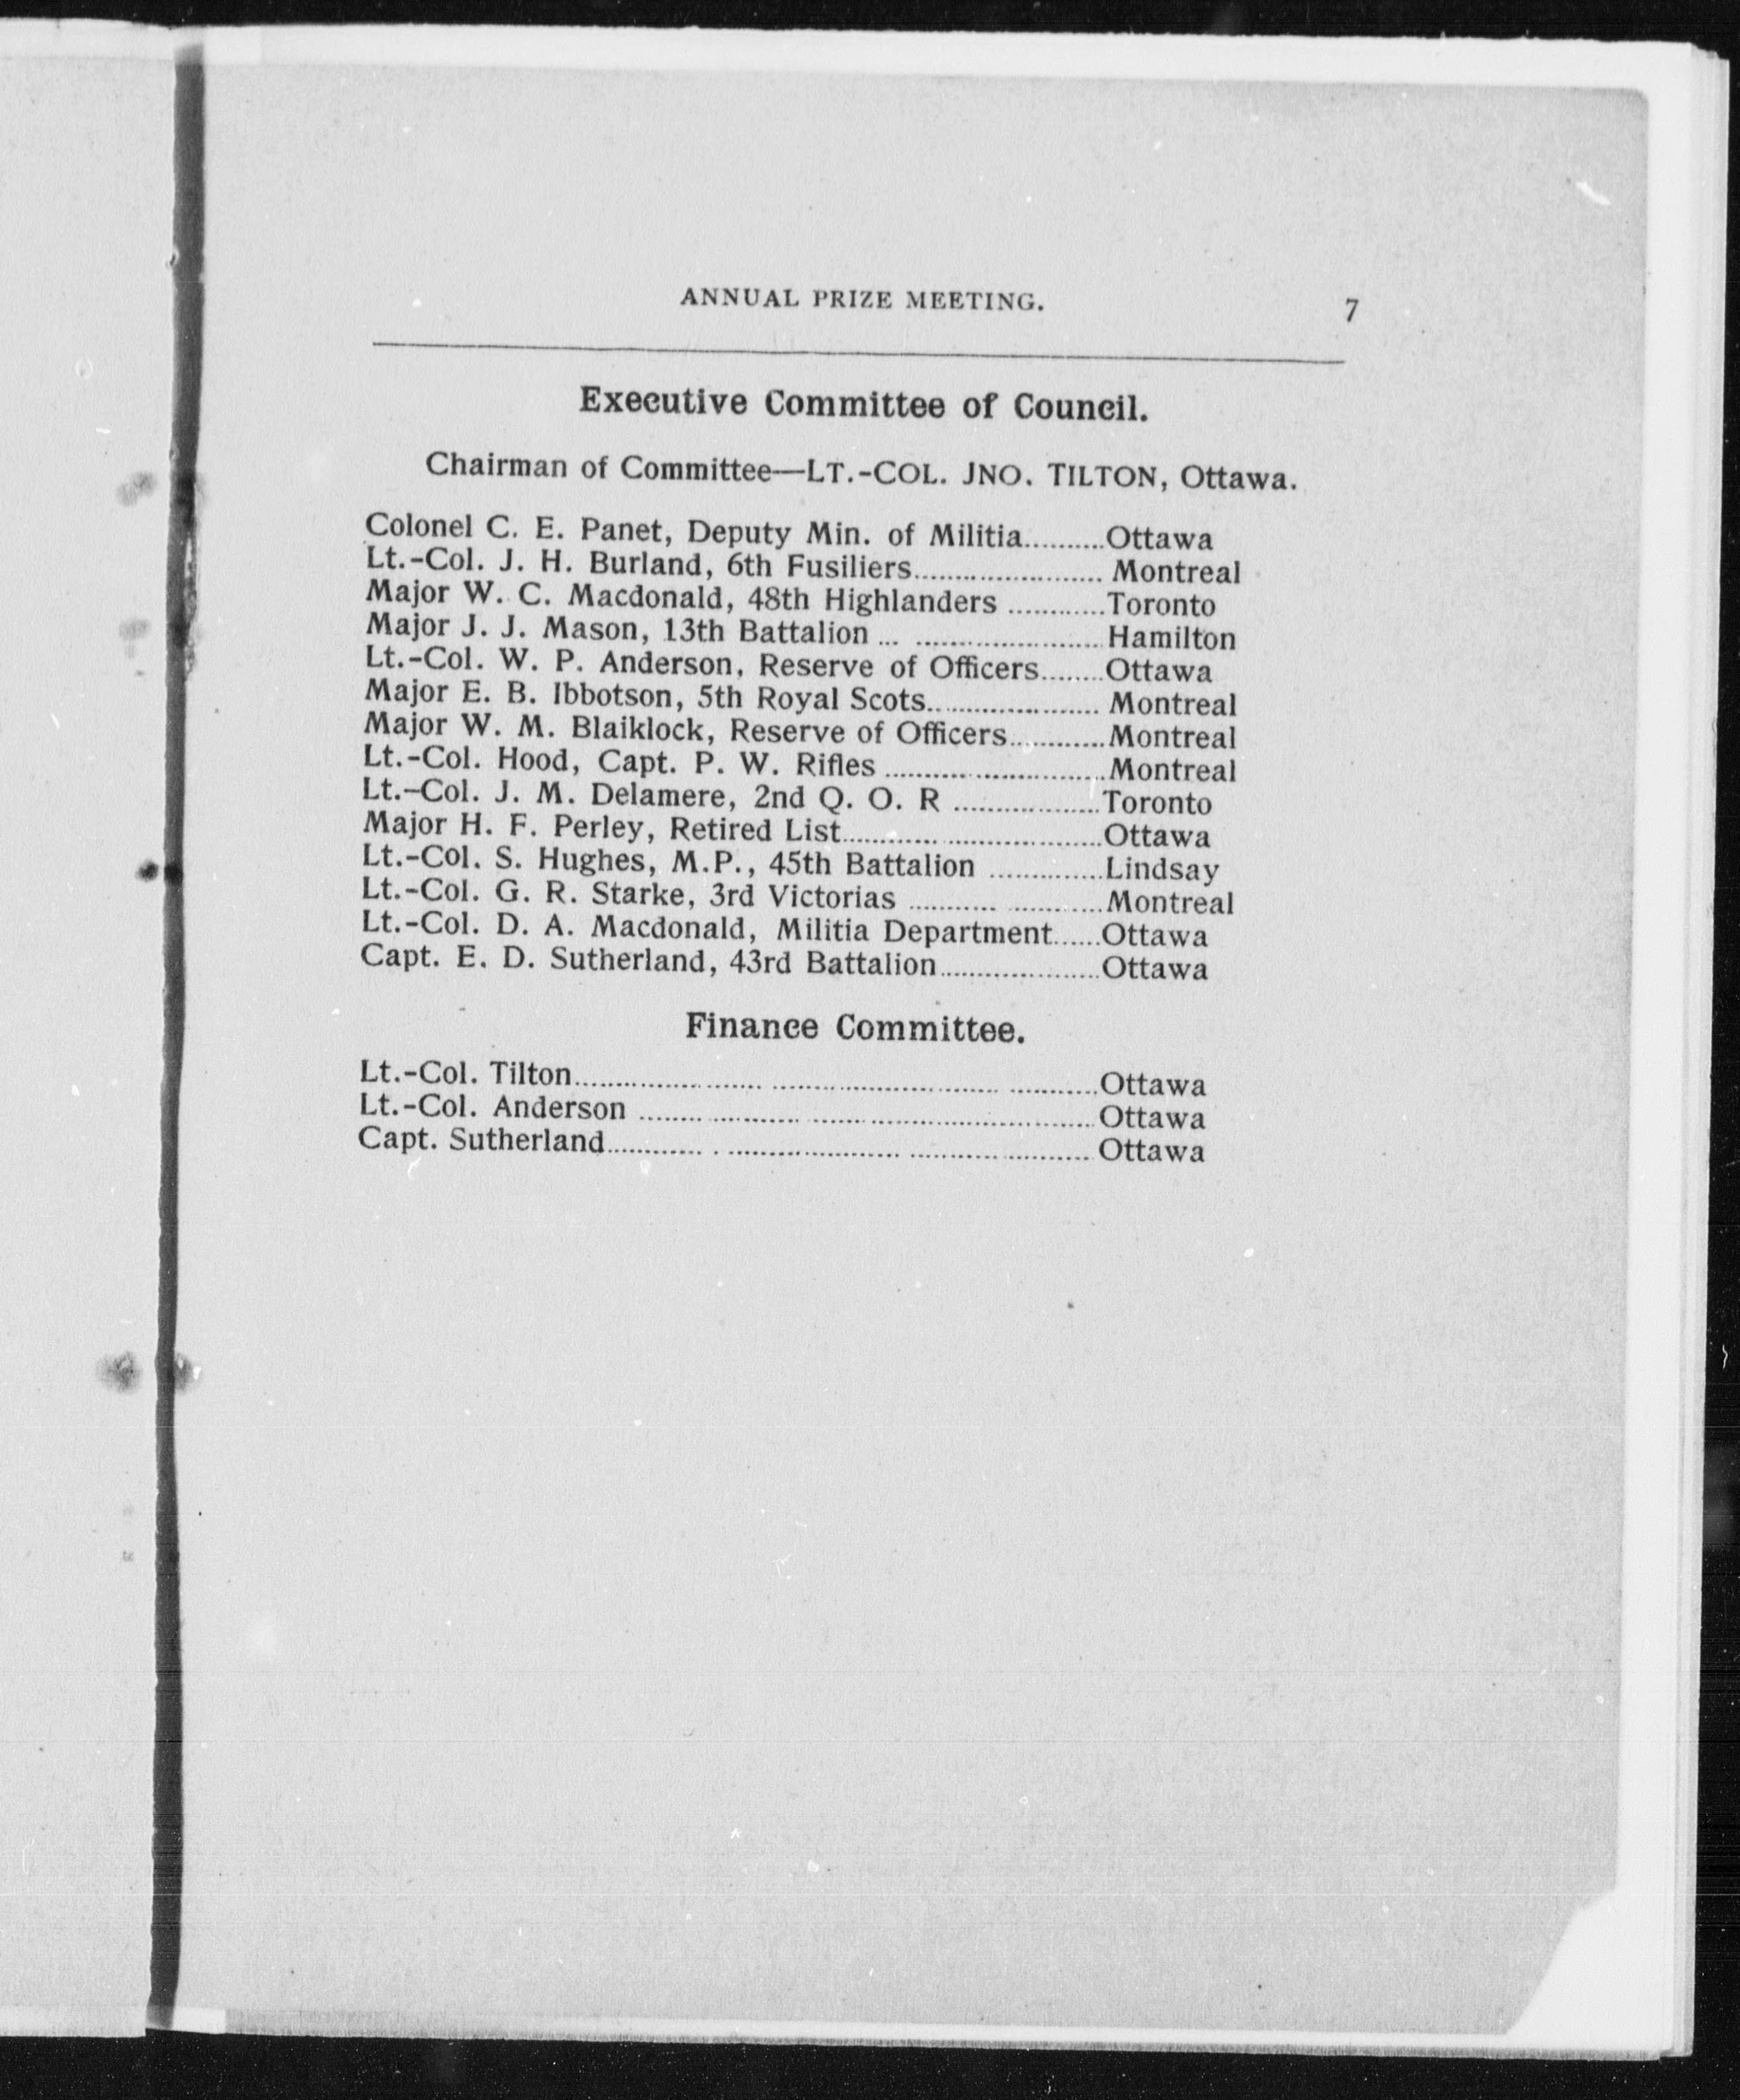 ANNUAL PRIZE MEETING. 7
Executive Committee of Council.
Chairman of Committee—LT.-COL. JNO. TILTON, Ottawa.
Colonel C. E. Panet, Deputy Min. of Militia..........Ottawa
Lt.-Col. J. H. Burland, 6th Fusiliers........................ Montreal
Major W. C. Macdonald, 48th Highlanders ............Toronto
Major J. J. Mason, 13th Battalion ... ........................Hamilton
Lt.-Col. W. P. Anderson, Reserve of Officers........Ottawa
Major E. B. Ibbotson, 5th Royal Scots...................... Montreal
Major W. M. Blaiklock, Reserve of Officers............Montreal
Lt.-Col. Hood, Capt. P. W. Rifles ............................Montreal
Lt.-Col. J. M. Delamere, 2nd Q. O. R ..................Toronto
Major H. F. Perley, Retired List............ ....................Ottawa
Lt.-Col. S. Hughes, M.P., 45th Battalion ..............Lindsay
Lt.-Col. G. R. Starke, 3rd Victorias ........... ............Montreal
Lt.-Col. D. A. Macdonald, Militia Department......Ottawa
Capt. E. D. Sutherland, 43rd Battalion....................Ottawa
Finance Committee.
Lt.-Col. Tilton........................ ............................ ...........Ottawa
Lt.-Col. Anderson .................... ...... ............................Ottawa
Capt. Sutherland............ . ...................... .......................Ottawa